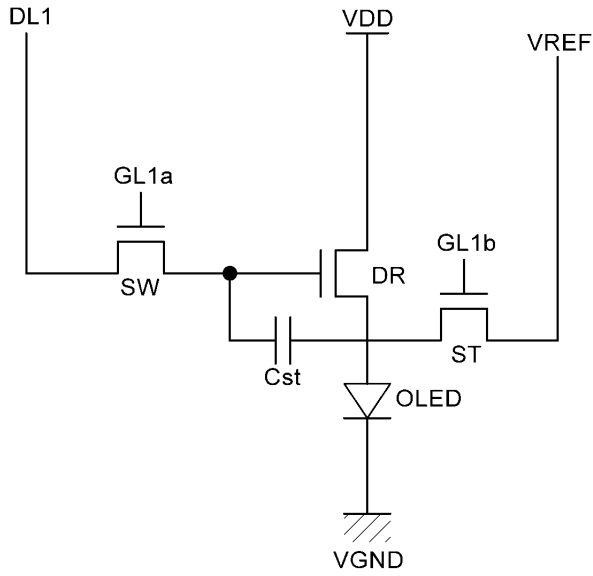 DL1
VDD
VREF
GL1a
GL1b
SW
DR
ST
Cst
OLED
VGND